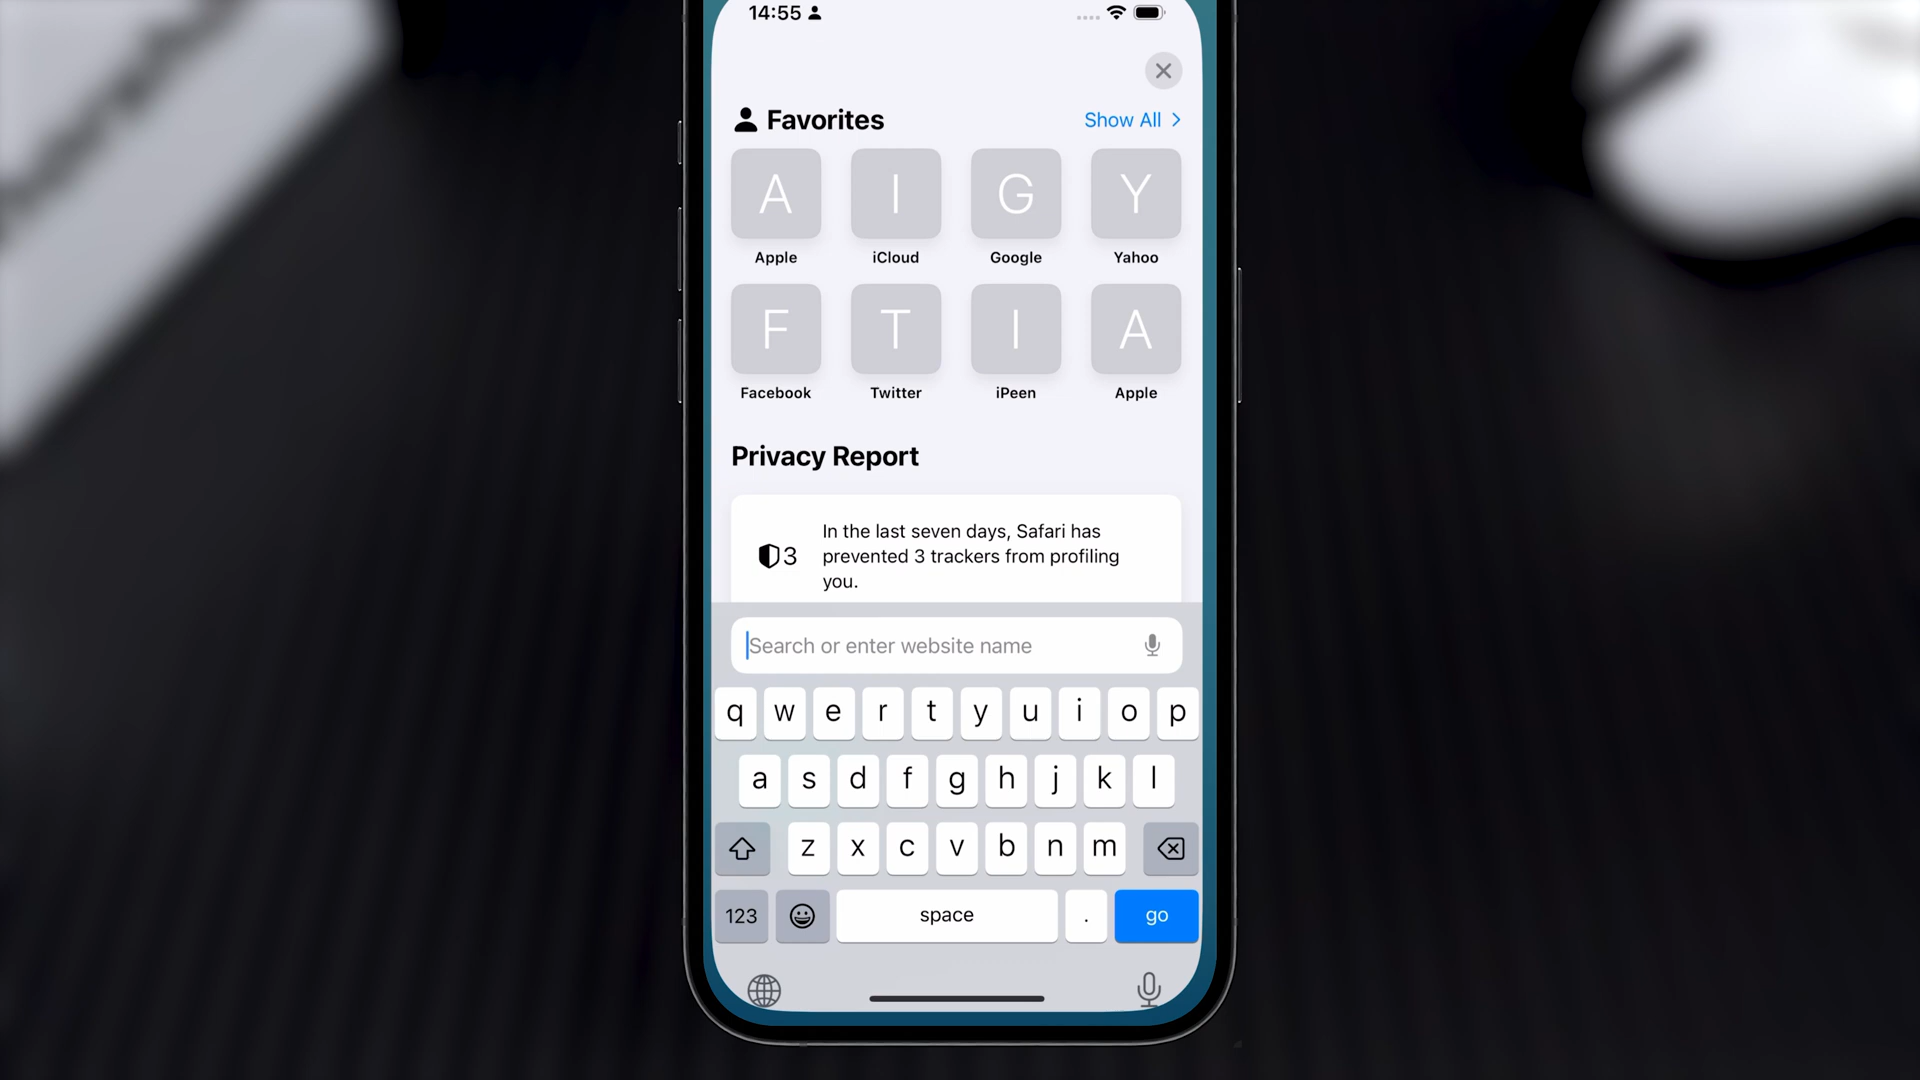 14:55
Favorites
Show All
A I G Y
Apple iCloud Google Yahoo
F T I A
Facebook Twitter iPeen Apple
Privacy Report
3
In the last seven days, Safari has
prevented 3 trackers from profiling
you.
Search or enter website name
q w e r t y u i o p
a s d f g h j k l
z x c v b n m
123 space . go